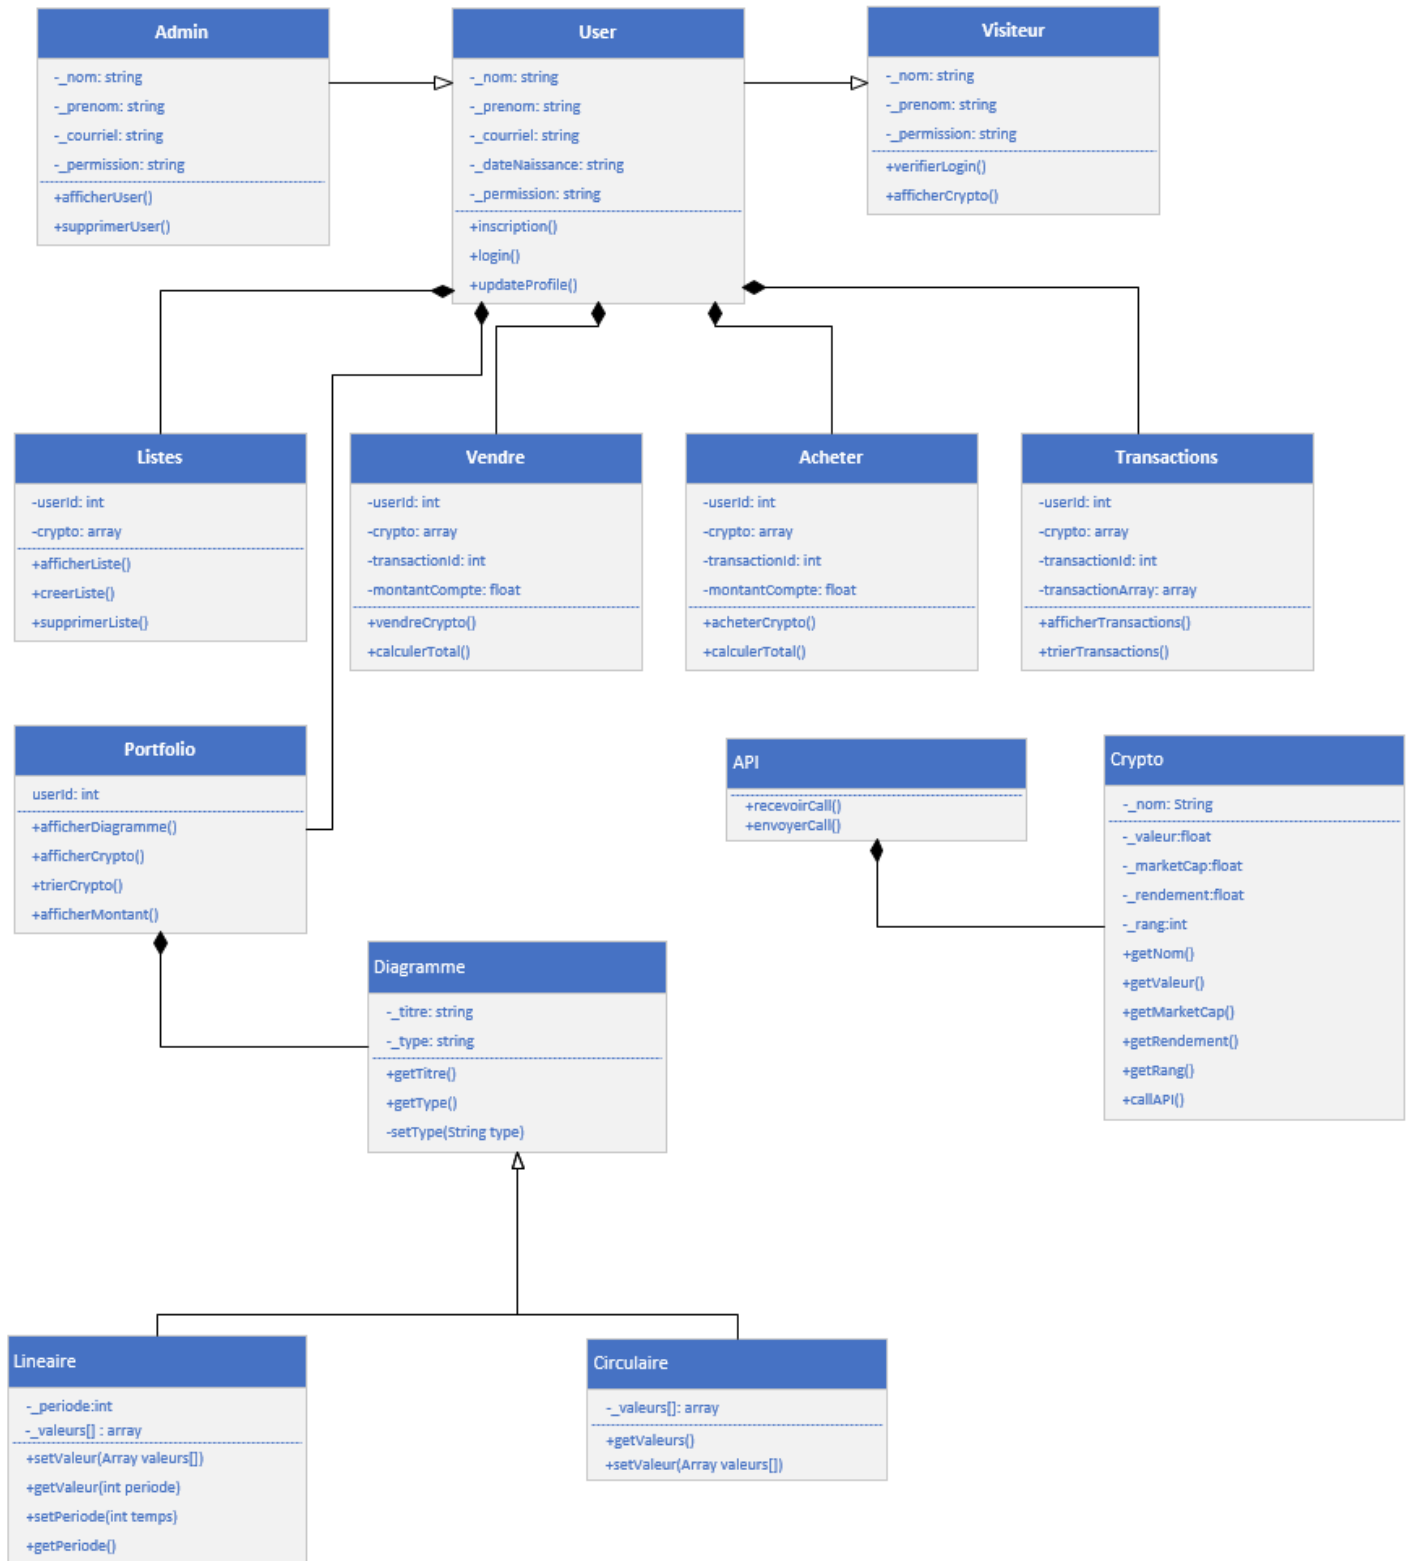 Admin
-_nom: string
-_prenom: string
-_courriel: string
-_permission: string
+afficherUser()
+supprimerUser()
User
-_nom: string
-_prenom: string
-_courriel: string
-_dateNaissance: string
-_permission: string
+inscription()
+login()
+updateProfile()
Visiteur
-_nom: string
-_prenom: string
-_permission: string
+verifierLogin()
+afficherCrypto()
Listes
-userId: int
-crypto: array
+afficherListe()
+creerListe()
+supprimerListe()
Vendre
-userId: int
-crypto: array
-transactionId: int
-montantCompte: float
+vendreCrypto()
+calculerTotal()
Acheter
-userId: int
-crypto: array
-transactionId: int
-montantCompte: float
+acheterCrypto()
+calculerTotal()
Transactions
-userId: int
-crypto: array
-transactionId: int
-transactionArray: array
+afficherTransactions()
+trierTransactions()
Portfolio
userId: int
+afficherDiagramme()
+afficherCrypto()
+trierCrypto()
+afficherMontant()
API
+recevoirCall()
+envoyerCall()
Crypto
-_nom: String
-_valeur:float
-_marketCap:float
-_rendement:float
-_rang:int
+getNom()
+getValeur()
+getMarketCap()
+getRendement()
+getRang()
+callAPI()
Diagramme
-_titre: string
-_type: string
+getTitre()
+getType()
-setType(String type)
Lineaire
-_periode:int
-_valeurs[] : array
+setValeur(Array valeurs[])
+getValeur(int periode)
+setPeriode(int temps)
+getPeriode()
Circulaire
-_valeurs[]: array
+getValeurs()
+setValeur(Array valeurs[])